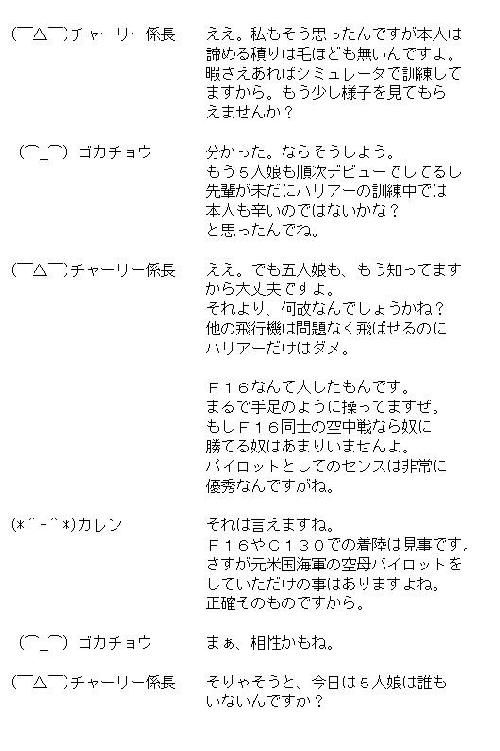 (￣△￣)チャーリー係長　ええ。私もそう思ったんですが本人は
諦める積りは毛ほども無いんですよ。
暇さえあればシミュレータで訓練して
ますから。もう少し様子を見てもら
えませんか？
(⌒_⌒) ゴカチョウ　分かった。ならそうしよう。
もう５人娘も順次デビューでしてるし
先輩が未だにハリアーの訓練中では
本人も辛いのではないかな？
と思ったんでね。
(￣△￣)チャーリー係長　ええ。でも五人娘も、もう知ってます
から大丈夫ですよ。
それより、何故なんでしょうかね？
他の飛行機は問題なく飛ばせるのに
ハリアーだけはダメ。
Ｆ１６なんて大したもんです。
まるで手足のように操ってますぜ。
もしＦ１６同士の空中戦なら奴に
勝てる奴はあまりいませんよ。
パイロットとしてのセンスは非常に
優秀なんですがね。
(*￣-￣*)カレン　それは言えますね。
Ｆ１６やＣ１３０での着陸は見事です。
さすが元米国海軍の空母パイロットを
していただけの事はありますよね。
正確そのものですから。
(⌒_⌒) ゴカチョウ　まぁ、相性かもね。
(￣△￣)チャーリー係長　そりゃそうと、今日は５人娘は誰も
いないんですか？